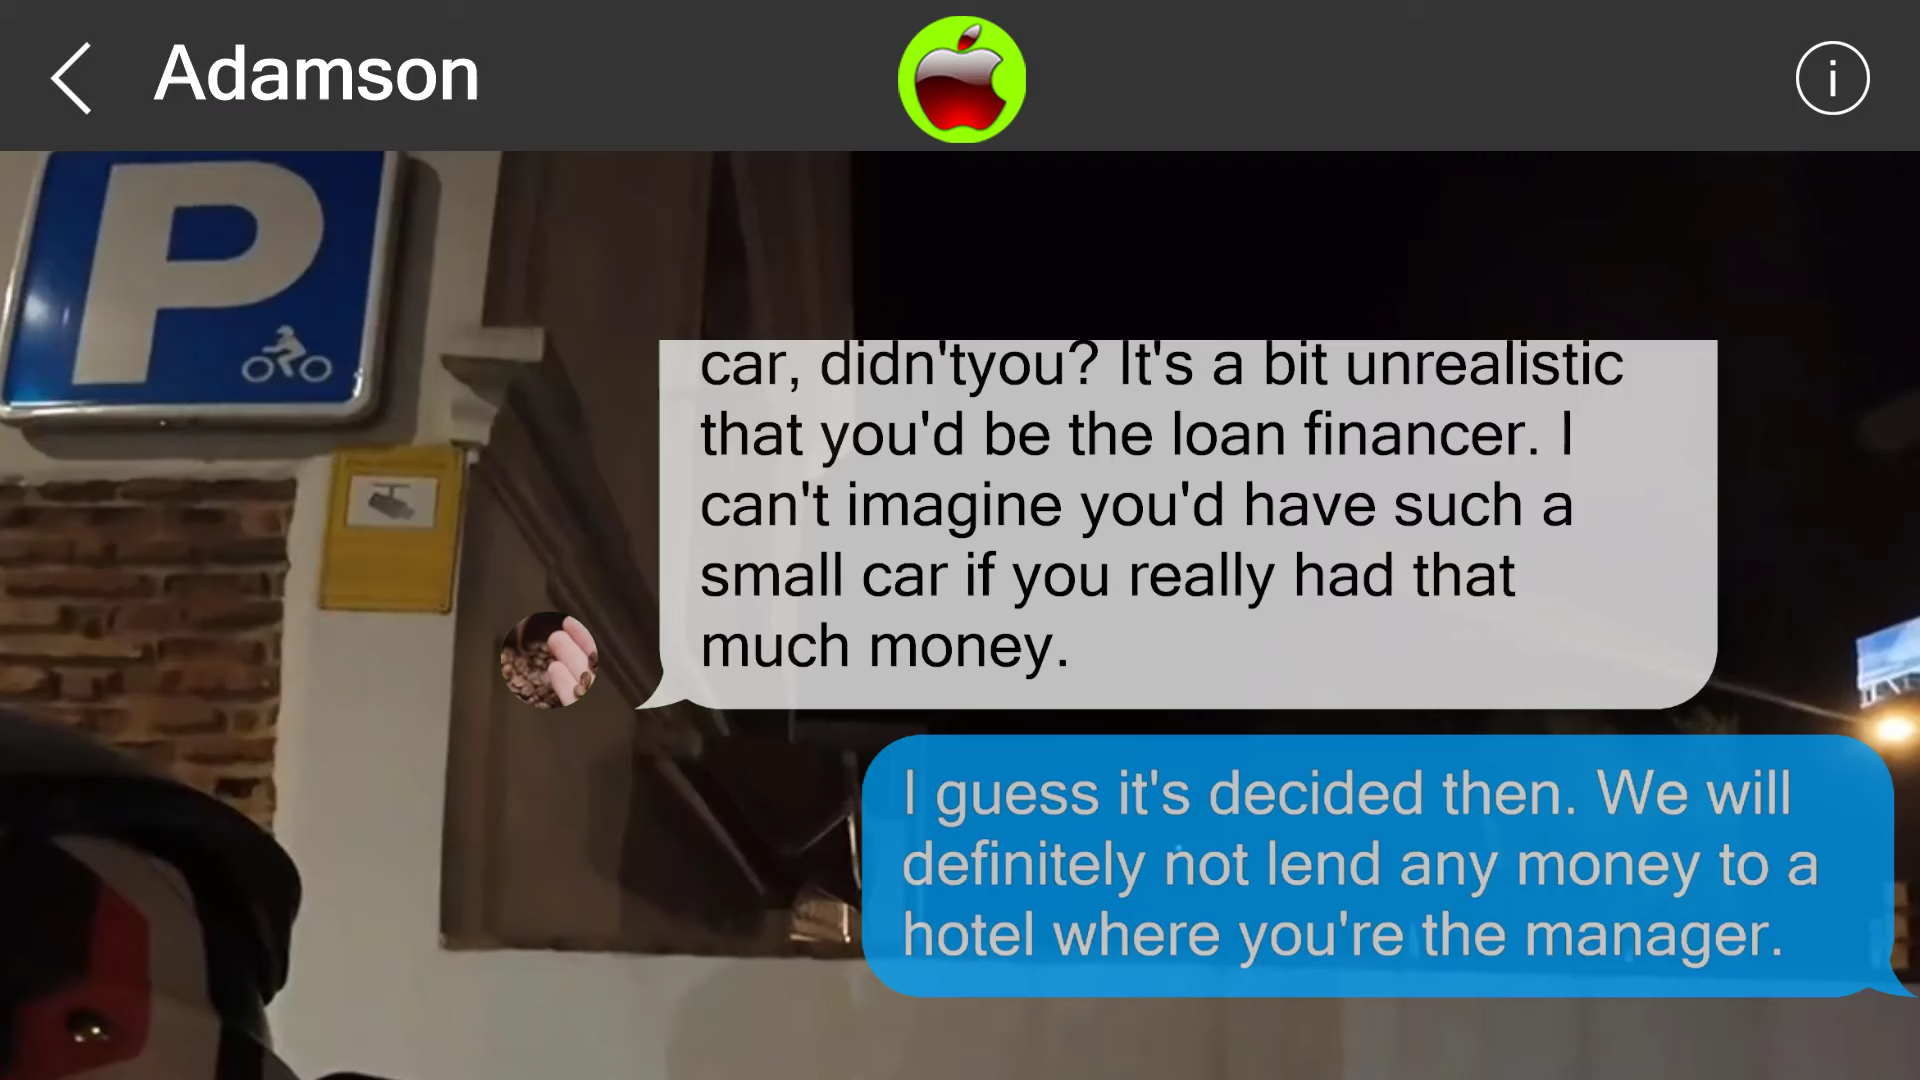 Adamson
i
P
car, didn'tyou? It's a bit unrealistic
that you'd be the loan financer. I
can't imagine you'd have such a
small car if you really had that
much money.
I guess it's decided then. We will
definitely not lend any money to a
hotel where you're the manager.